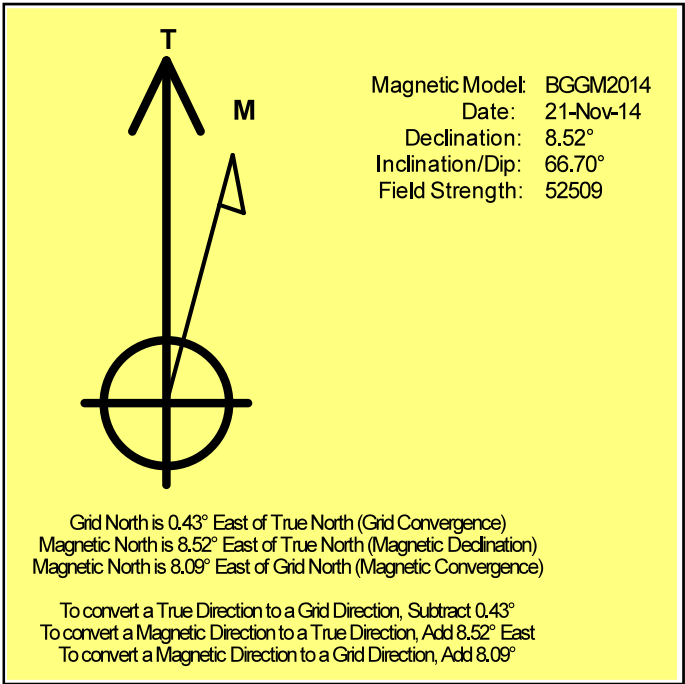 T
M
Magnetic Model: BGGM2014
Date: 21-Nov-14
Declination: 8.52°
Inclination/Dip: 66.70°
Field Strength: 52509
Grid North is 0.43° East of True North (Grid Convergence)
Magnetic North is 8.52° East of True North (Magnetic Declination)
Magnetic North is 8.09° East of Grid North (Magnetic Convergence)
To convert a True Direction to a Grid Direction, Subtract 0.43°
To convert a Magnetic Direction to a True Direction, Add 8.52° East
To convert a Magnetic Direction to a Grid Direction, Add 8.09°